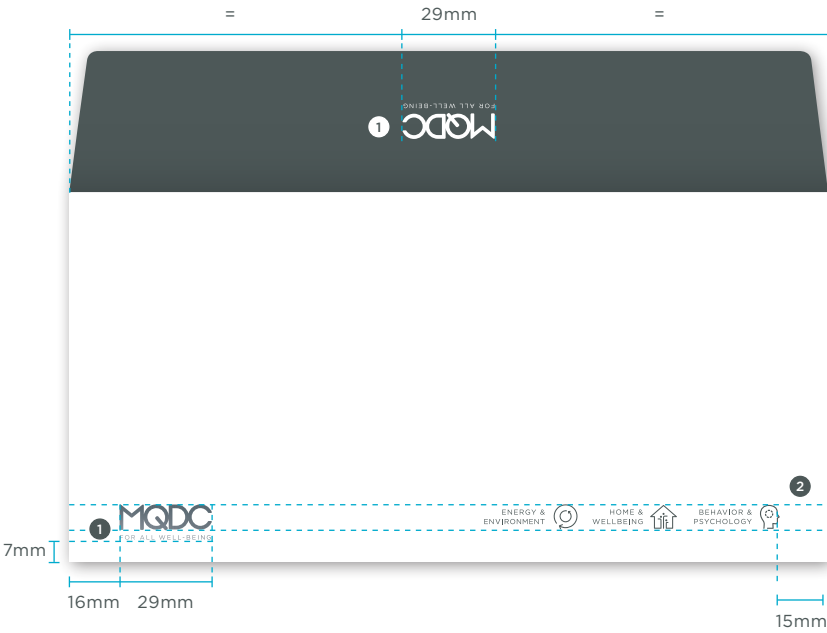 = 29mm =
FOR ALL WELL-BEING
MQDC
1
2
MQDC
1
FOR ALL WELL-BEING
ENERGY &
ENVIRONMENT
HOME &
WELLBEING
BEHAVIOR &
PSYCHOLOGY
7mm
16mm 29mm
15mm